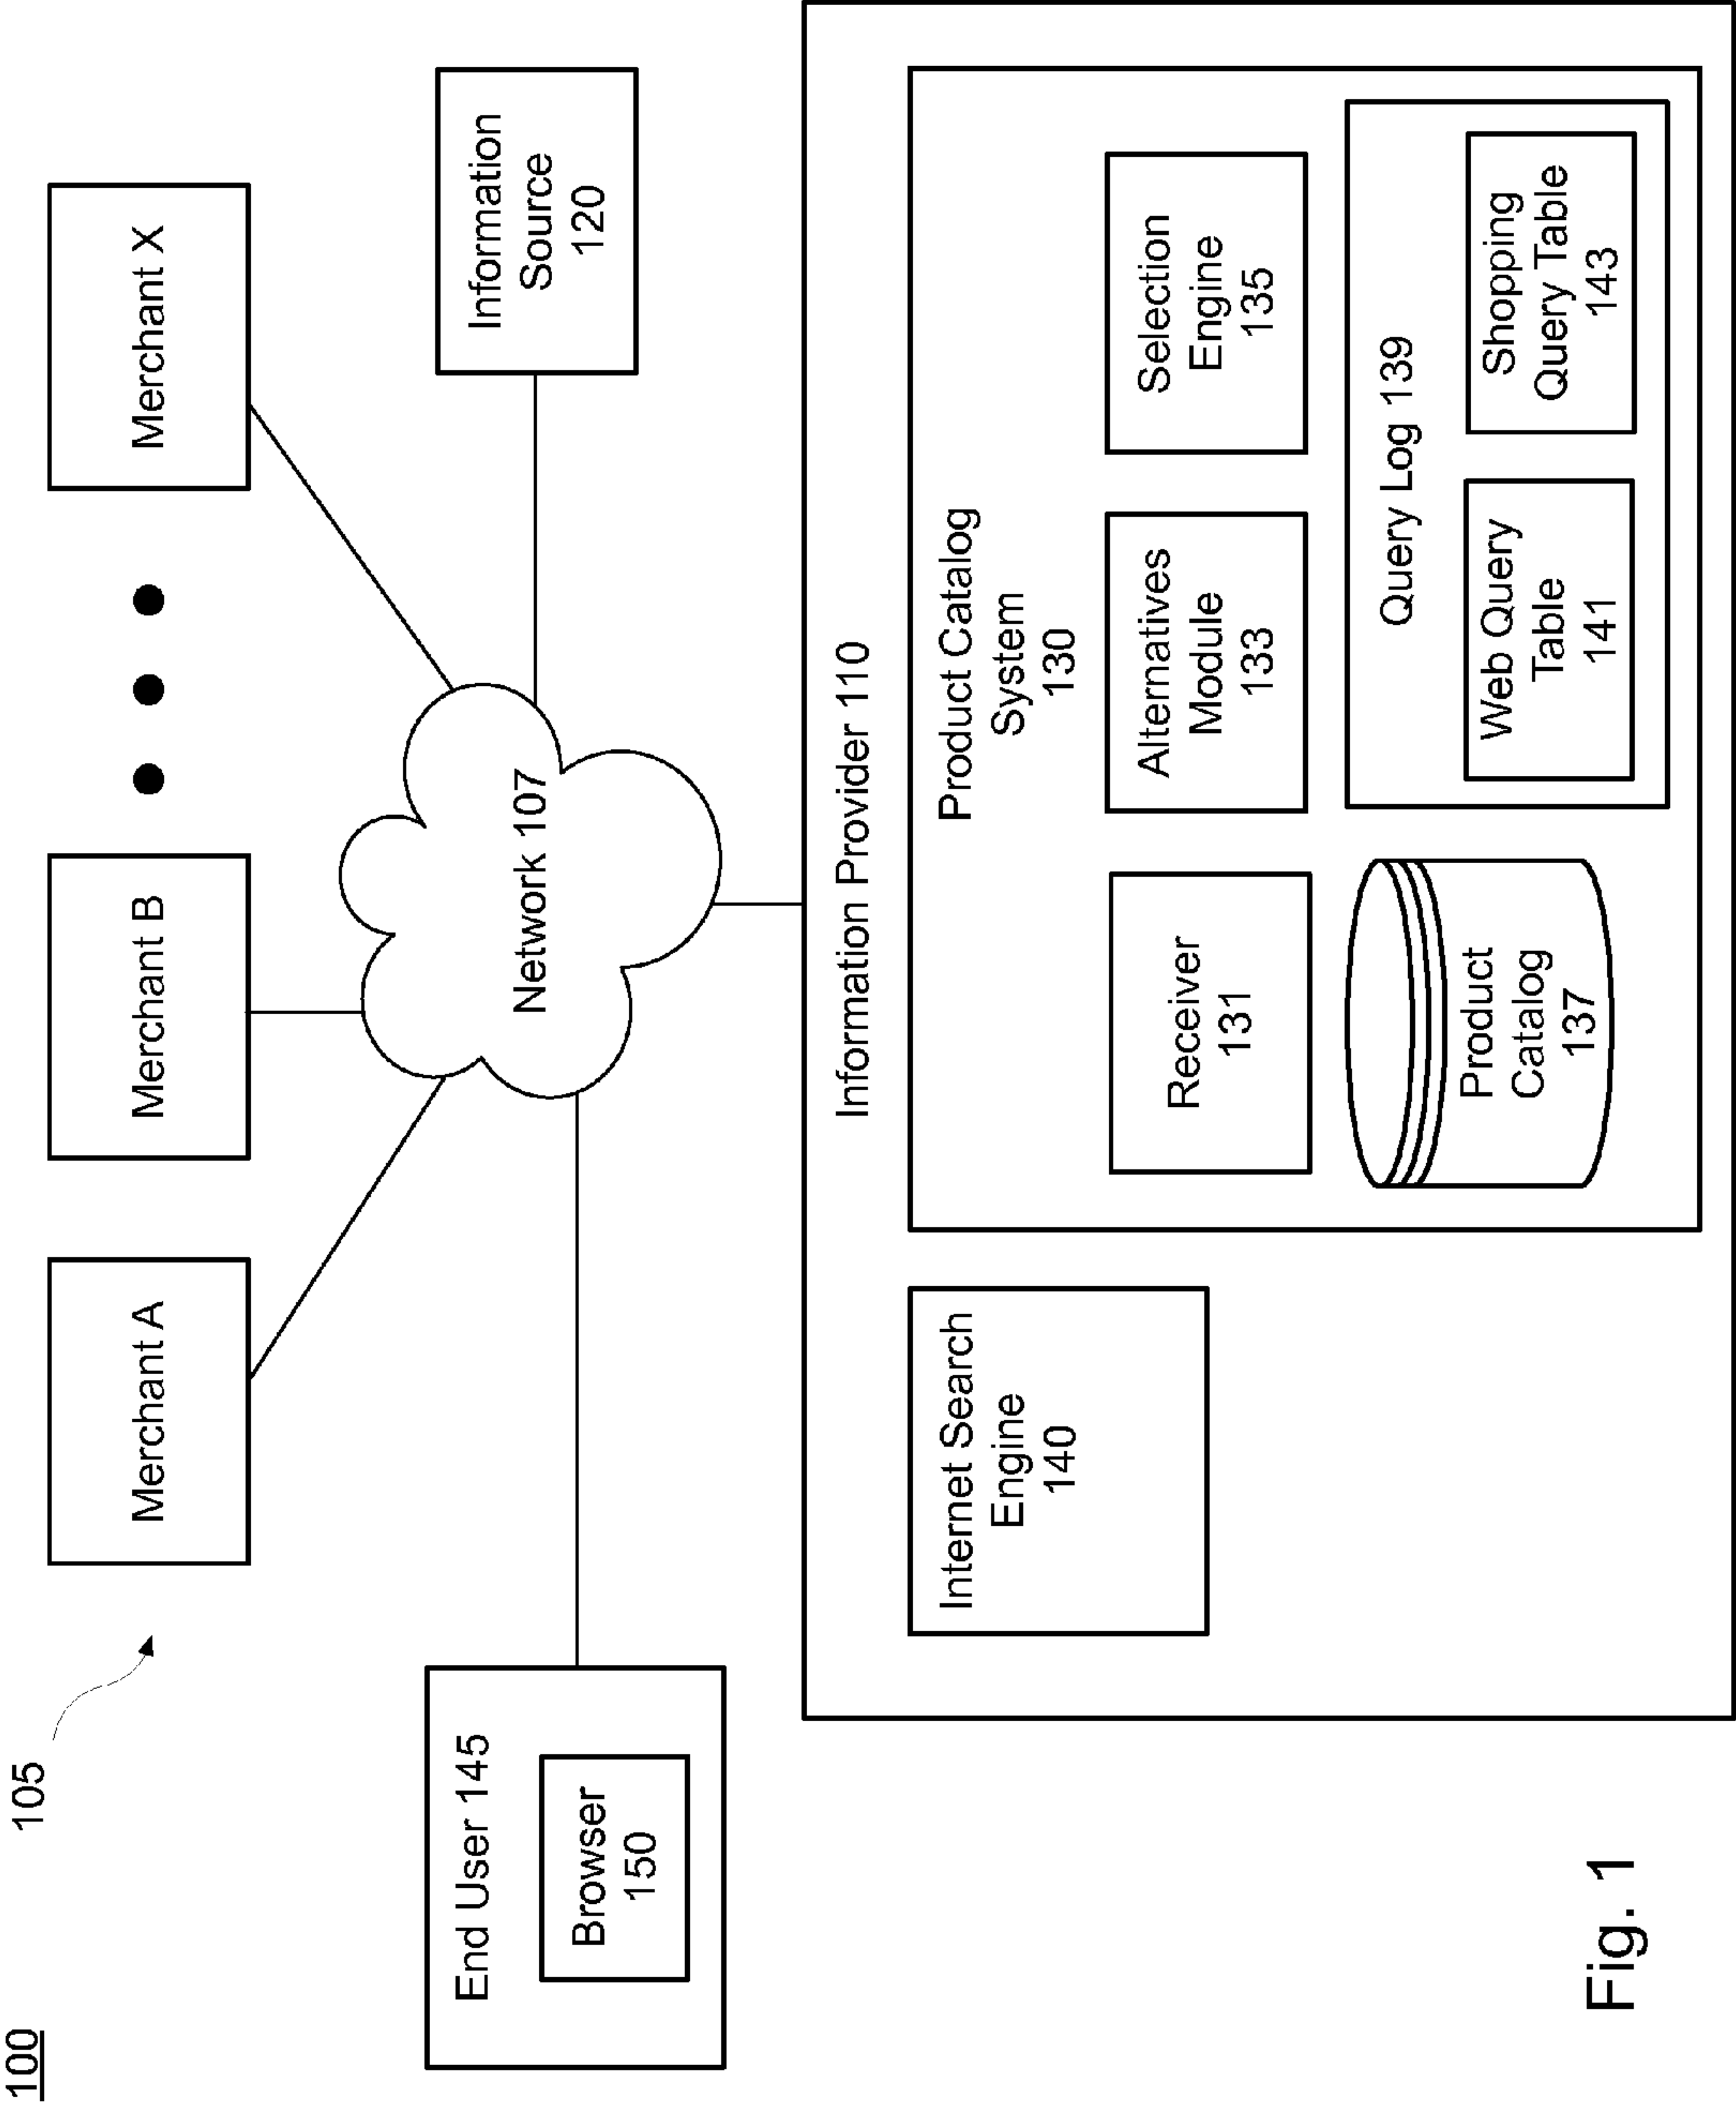 100
105
Merchant A
Merchant B
Merchant X
End User 145
Browser
150
Network 107
Information
Source
120
Information Provider 110
Internet Search
Engine
140
Product Catalog
System
130
Receiver
131
Alternatives
Module
133
Selection
Engine
135
Product
Catalog
137
Query Log 139
Web Query
Table
141
Shopping
Query Table
143
Fig. 1